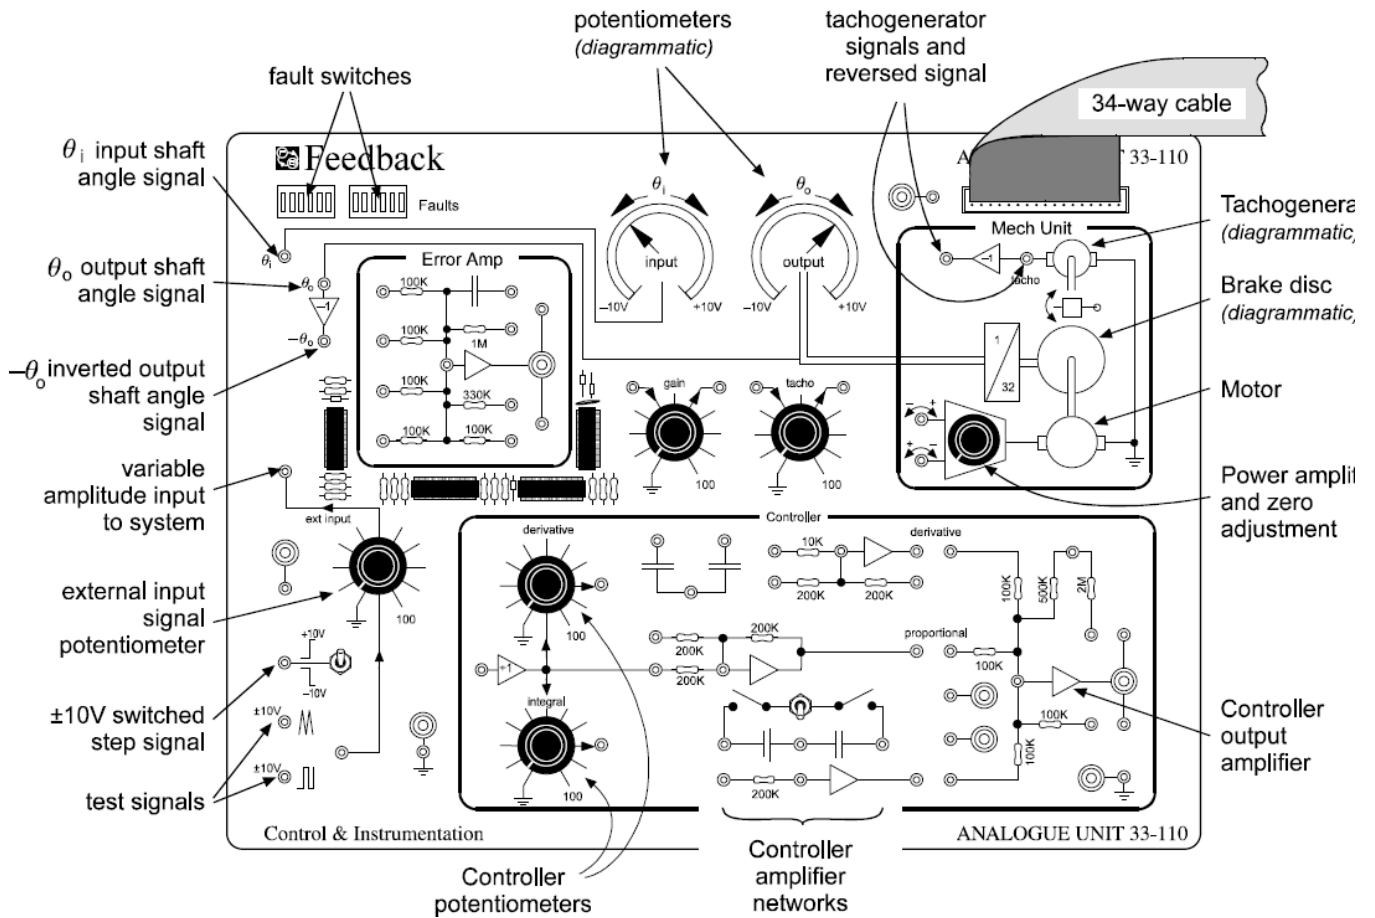 potentiometers
(diagrammatic)
tachogenerator
signals and
reversed signal
fault switches
34-way cable
θi input shaft
angle signal
Feedback
A
UNIT 33-110
Faults
θi
θo
Mech Unit
Tachogenera
(diagrammatic)
θo output shaft
angle signal
θi
θo
Error Amp
input
output
–1
tacho
100K
–10V
+10V
–10V
+10V
Brake disc
(diagrammatic)
–1
–θo
100K
1M
1
32
–θo inverted output
shaft angle
signal
100K
330K
gain
tacho
Motor
– +
+ –
100K
100K
100
100
variable
amplitude input
to system
Power amplif
and zero
adjustment
ext input
Controller
derivative
derivative
10K
200K
200K
100K
500K
2M
external input
signal
potentiometer
100
100
+10V
–10V
200K
200K
200K
proportional
100K
+1
integral
±10V switched
step signal
±10V
100K
100K
Controller
output
amplifier
±10V
test signals
100
200K
Control & Instrumentation
ANALOGUE UNIT 33-110
Controller
potentiometers
Controller
amplifier
networks